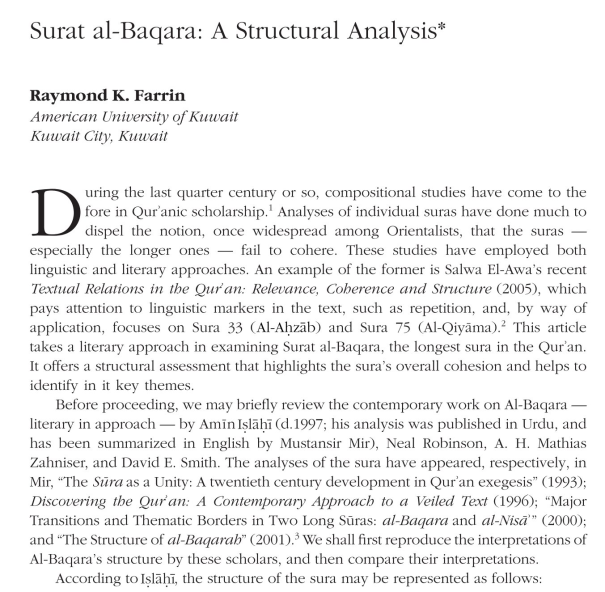 Surat al-Baqara: A Structural Analysis*
Raymond K. Farrin
American University of Kuwait
Kuwait City, Kuwait
During the last quarter century or so, compositional studies have come to the
fore in Qurʾanic scholarship.¹ Analyses of individual suras have done much to
dispel the notion, once widespread among Orientalists, that the suras —
especially the longer ones — fail to cohere. These studies have employed both
linguistic and literary approaches. An example of the former is Salwa El-Awa's recent
Textual Relations in the Qurʾan: Relevance, Coherence and Structure (2005), which
pays attention to linguistic markers in the text, such as repetition, and, by way of
application, focuses on Sura 33 (Al-Aḥzāb) and Sura 75 (Al-Qiyāma).² This article
takes a literary approach in examining Surat al-Baqara, the longest sura in the Qurʾan.
It offers a structural assessment that highlights the sura's overall cohesion and helps to
identify in it key themes.
Before proceeding, we may briefly review the contemporary work on Al-Baqara —
literary in approach — by Amīn Iṣlāḥī (d.1997; his analysis was published in Urdu, and
has been summarized in English by Mustansir Mir), Neal Robinson, A. H. Mathias
Zahniser, and David E. Smith. The analyses of the sura have appeared, respectively, in
Mir, "The Sūra as a Unity: A twentieth century development in Qurʾan exegesis" (1993);
Discovering the Qurʾan: A Contemporary Approach to a Veiled Text (1996); "Major
Transitions and Thematic Borders in Two Long Sūras: al-Baqara and al-Nisāʾ" (2000);
and "The Structure of al-Baqarah" (2001).³ We shall first reproduce the interpretations of
Al-Baqara's structure by these scholars, and then compare their interpretations.
According to Iṣlāḥī, the structure of the sura may be represented as follows: